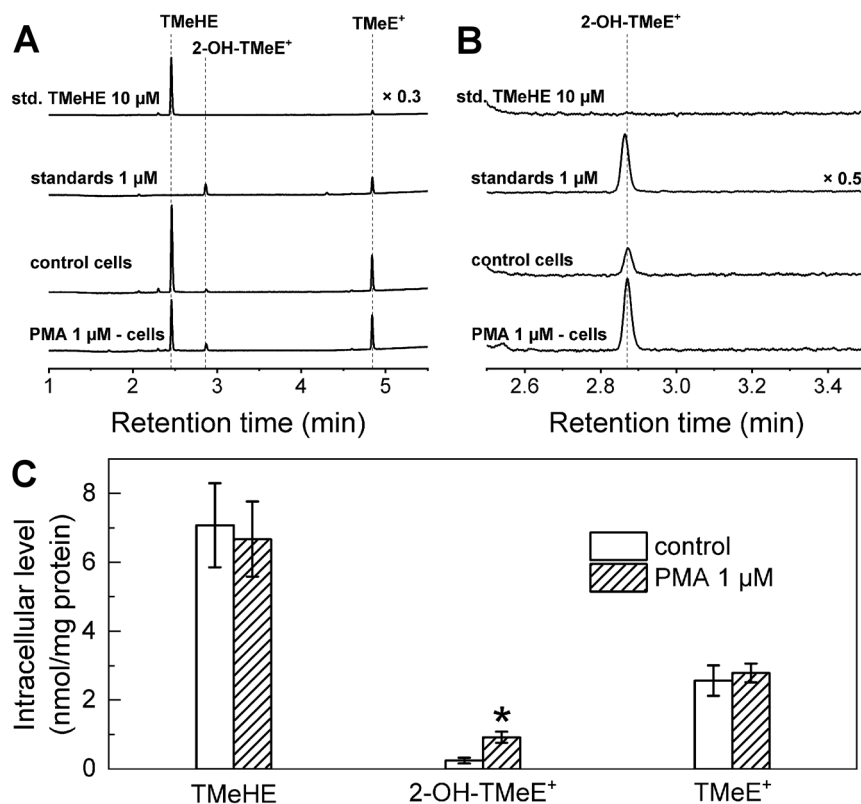 A
TMeHE
2-OH-TMeE⁺
TMeE⁺
std. TMeHE 10 µM
× 0.3
standards 1 µM
control cells
PMA 1 µM - cells
1 2 3 4 5
Retention time (min)
B
2-OH-TMeE⁺
std. TMeHE 10 µM
standards 1 µM
× 0.5
control cells
PMA 1 µM - cells
2.6 2.8 3.0 3.2 3.4
Retention time (min)
C
Intracellular level
(nmol/mg protein)
8
6
4
2
0
*
control
PMA 1 µM
TMeHE 2-OH-TMeE⁺ TMeE⁺